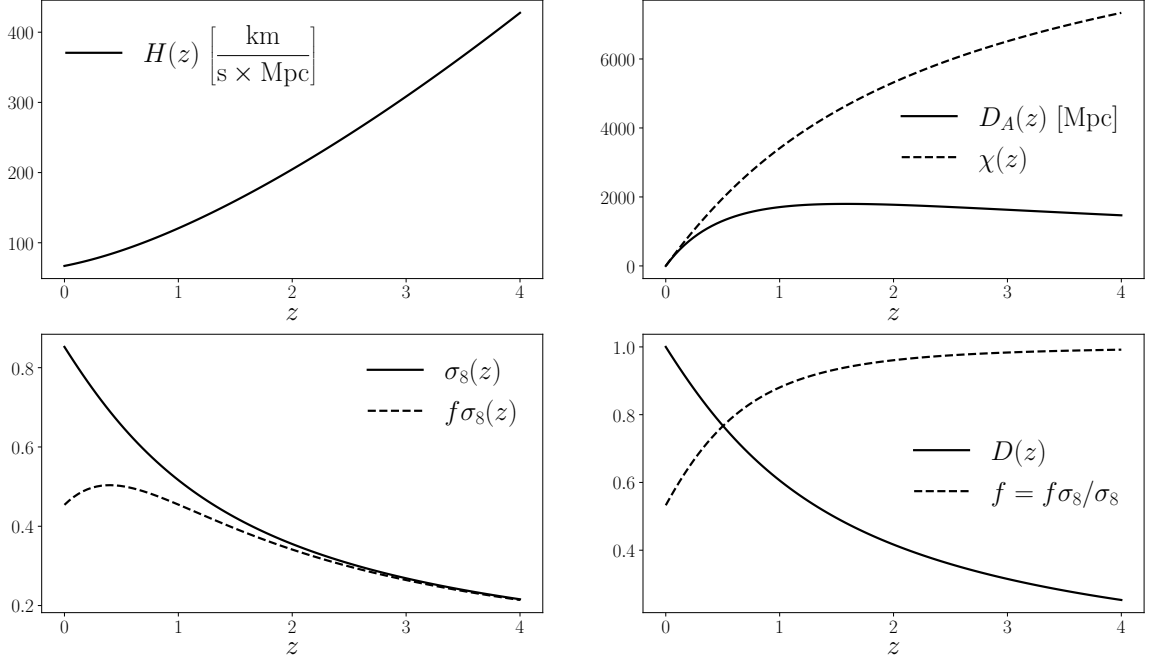 400
300
200
100
H(z) [km / (s × Mpc)]
0 1 2 3 4
z
6000
4000
2000
0
D_A(z) [Mpc]
χ(z)
0 1 2 3 4
z
0.8
0.6
0.4
0.2
σ_8(z)
fσ_8(z)
0 1 2 3 4
z
1.0
0.8
0.6
0.4
D(z)
f = fσ_8/σ_8
0 1 2 3 4
z